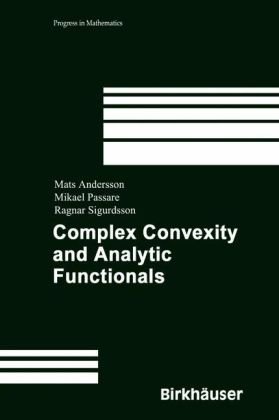 Progress in Mathematics
Mats Andersson
Mikael Passare
Ragnar Sigurdsson
Complex Convexity
and Analytic
Functionals
Birkhäuser